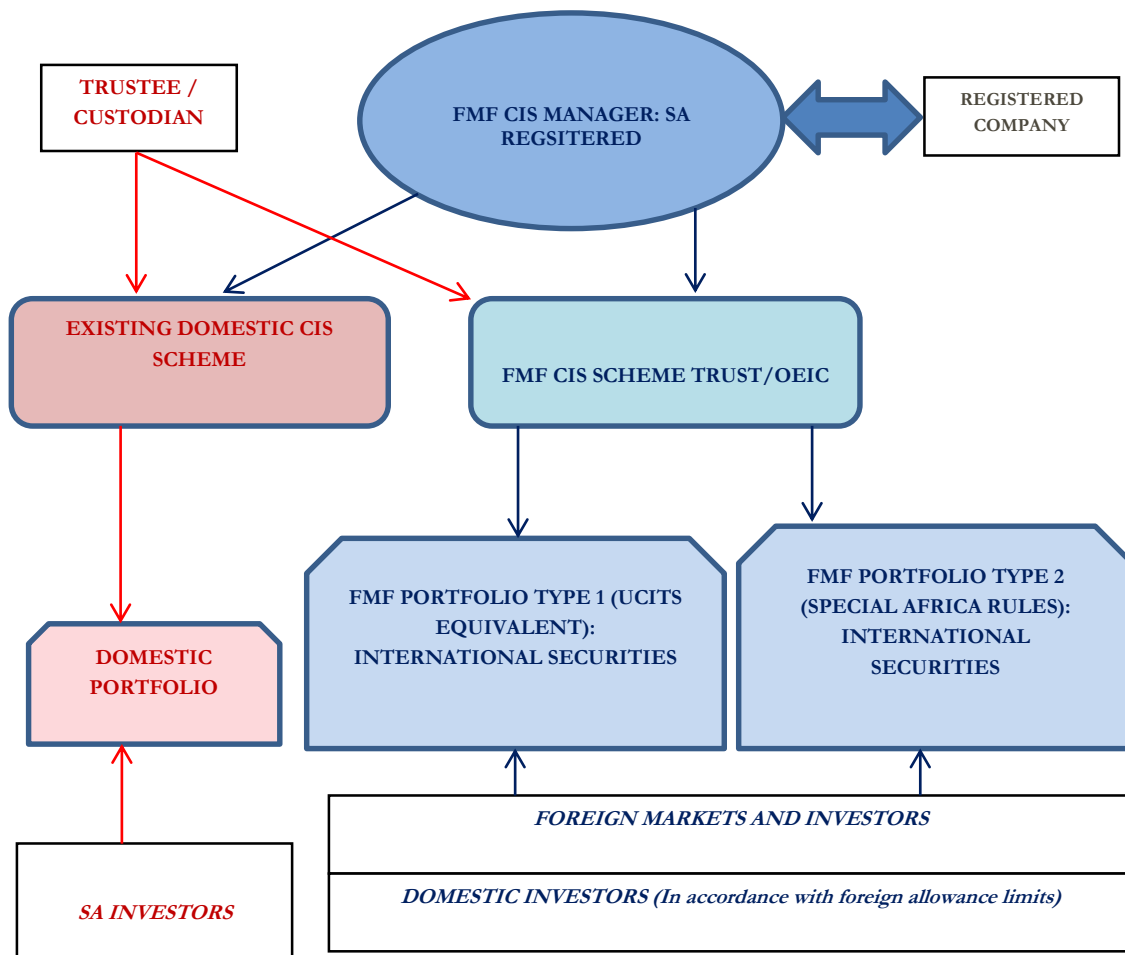 TRUSTEE /
CUSTODIAN
FMF CIS MANAGER: SA
REGSITERED
REGISTERED
COMPANY
EXISTING DOMESTIC CIS
SCHEME
FMF CIS SCHEME TRUST/OEIC
FMF PORTFOLIO TYPE 1 (UCITS
EQUIVALENT):
INTERNATIONAL SECURITIES
FMF PORTFOLIO TYPE 2
(SPECIAL AFRICA RULES):
INTERNATIONAL
SECURITIES
DOMESTIC
PORTFOLIO
FOREIGN MARKETS AND INVESTORS
DOMESTIC INVESTORS (In accordance with foreign allowance limits)
SA INVESTORS